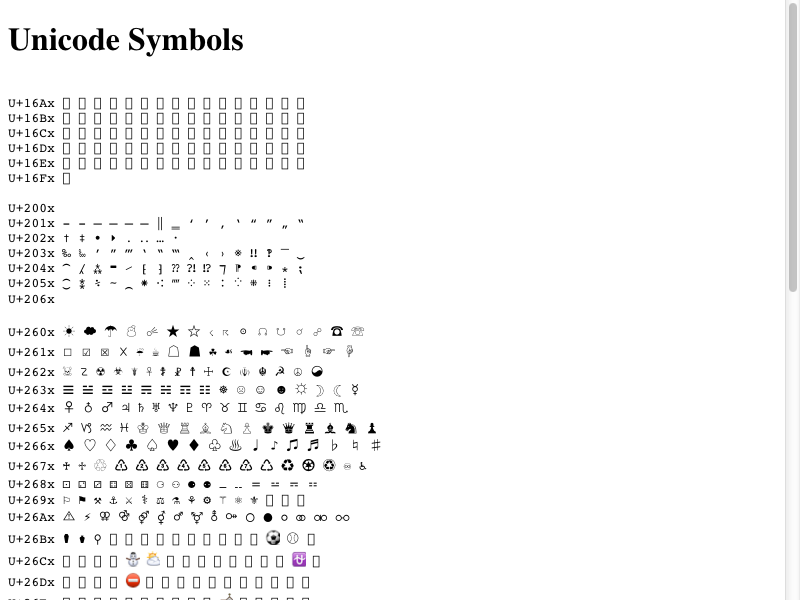 Unicode Symbols
U+16Ax
U+16Bx
U+16Cx
U+16Dx
U+16Ex
U+16Fx
U+200x
U+201x ‐ ‑ ‒ – — ― ‖ ‗ ‘ ’ ‚ ‛ “ ” „ ‟
U+202x † ‡ • ‣ ․ ‥ … ‧
U+203x ‰ ‱ ′ ″ ‴ ‵ ‶ ‷ ‸ ‹ › ※ ‼ ‽ ‾ ‿
U+204x ⁀ ⁁ ⁂ ⁃ ⁄ ⁅ ⁆ ⁇ ⁈ ⁉ ⁊ ⁋ ⁌ ⁍ ⁎ ⁏
U+205x ⁐ ⁑ ⁒ ⁓ ⁔ ⁕ ⁖ ⁗ ⁘ ⁙ ⁚ ⁛ ⁜ ⁝ ⁞
U+206x
U+260x ☀ ☁ ☂ ☃ ☄ ★ ☆ ☇ ☈ ☉ ☊ ☋ ☌ ☍ ☎ ☏
U+261x ☐ ☑ ☒ ☓ ☔ ☕ ☖ ☗ ☘ ☙ ☚ ☛ ☜ ☝ ☞ ☟
U+262x ☠ ☡ ☢ ☣ ☤ ☥ ☦ ☧ ☨ ☩ ☪ ☫ ☬ ☭ ☮ ☯
U+263x ☰ ☱ ☲ ☳ ☴ ☵ ☶ ☷ ☸ ☹ ☺ ☻ ☼ ☽ ☾ ☿
U+264x ♀ ♁ ♂ ♃ ♄ ♅ ♆ ♇ ♈ ♉ ♊ ♋ ♌ ♍ ♎ ♏
U+265x ♐ ♑ ♒ ♓ ♔ ♕ ♖ ♗ ♘ ♙ ♚ ♛ ♜ ♝ ♞ ♟
U+266x ♠ ♡ ♢ ♣ ♤ ♥ ♦ ♧ ♨ ♩ ♪ ♫ ♬ ♭ ♮ ♯
U+267x ♰ ♱ ♲ ♳ ♴ ♵ ♶ ♷ ♸ ♹ ♺ ♻ ♼ ♽ ♾ ♿
U+268x ⚀ ⚁ ⚂ ⚃ ⚄ ⚅ ⚆ ⚇ ⚈ ⚉ ⚊ ⚋ ⚌ ⚍ ⚎ ⚏
U+269x ⚐ ⚑ ⚒ ⚓ ⚔ ⚕ ⚖ ⚗ ⚘ ⚙ ⚚ ⚛ ⚜
U+26Ax ⚠ ⚡ ⚢ ⚣ ⚤ ⚥ ⚦ ⚧ ⚨ ⚩ ⚪ ⚫ ⚬ ⚭ ⚮ ⚯
U+26Bx ⚰ ⚱ ⚲ ⚽ ⚾
U+26Cx ⛄ ⛅ ⛎
U+26Dx ⛔